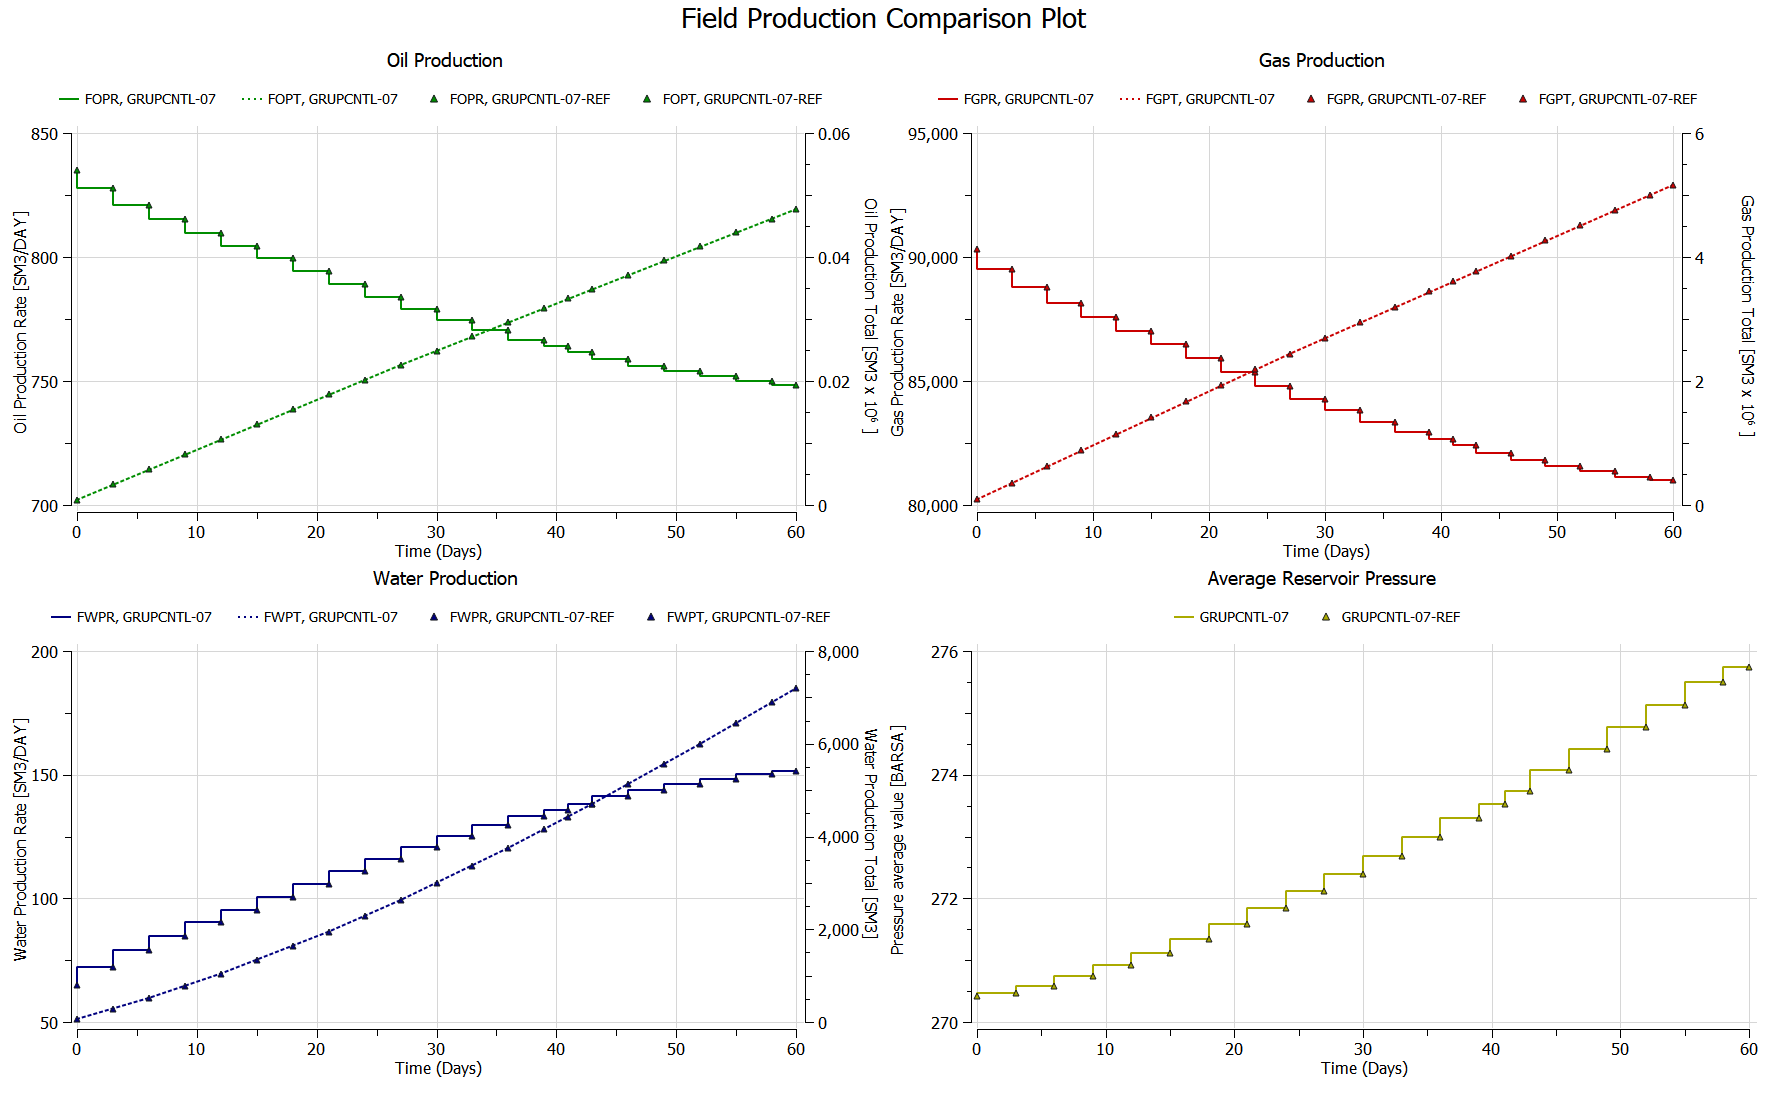 Field Production Comparison Plot
Oil Production
FOPR, GRUPCNTL-07 FOPT, GRUPCNTL-07 FOPR, GRUPCNTL-07-REF FOPT, GRUPCNTL-07-REF
850
800
750
700
Oil Production Rate [SM3/DAY]
0.06
0.04
0.02
0
Oil Production Total [SM3 x 10⁶ ]
0 10 20 30 40 50 60
Time (Days)
Gas Production
FGPR, GRUPCNTL-07 FGPT, GRUPCNTL-07 FGPR, GRUPCNTL-07-REF FGPT, GRUPCNTL-07-REF
95,000
90,000
85,000
80,000
Gas Production Rate [SM3/DAY]
6
4
2
0
Gas Production Total [SM3 x 10⁶ ]
0 10 20 30 40 50 60
Time (Days)
Water Production
FWPR, GRUPCNTL-07 FWPT, GRUPCNTL-07 FWPR, GRUPCNTL-07-REF FWPT, GRUPCNTL-07-REF
200
150
100
50
Water Production Rate [SM3/DAY]
8,000
6,000
4,000
2,000
0
Water Production Total [SM3]
0 10 20 30 40 50 60
Time (Days)
Average Reservoir Pressure
GRUPCNTL-07 GRUPCNTL-07-REF
276
274
272
270
Pressure average value [BARSA]
0 10 20 30 40 50 60
Time (Days)